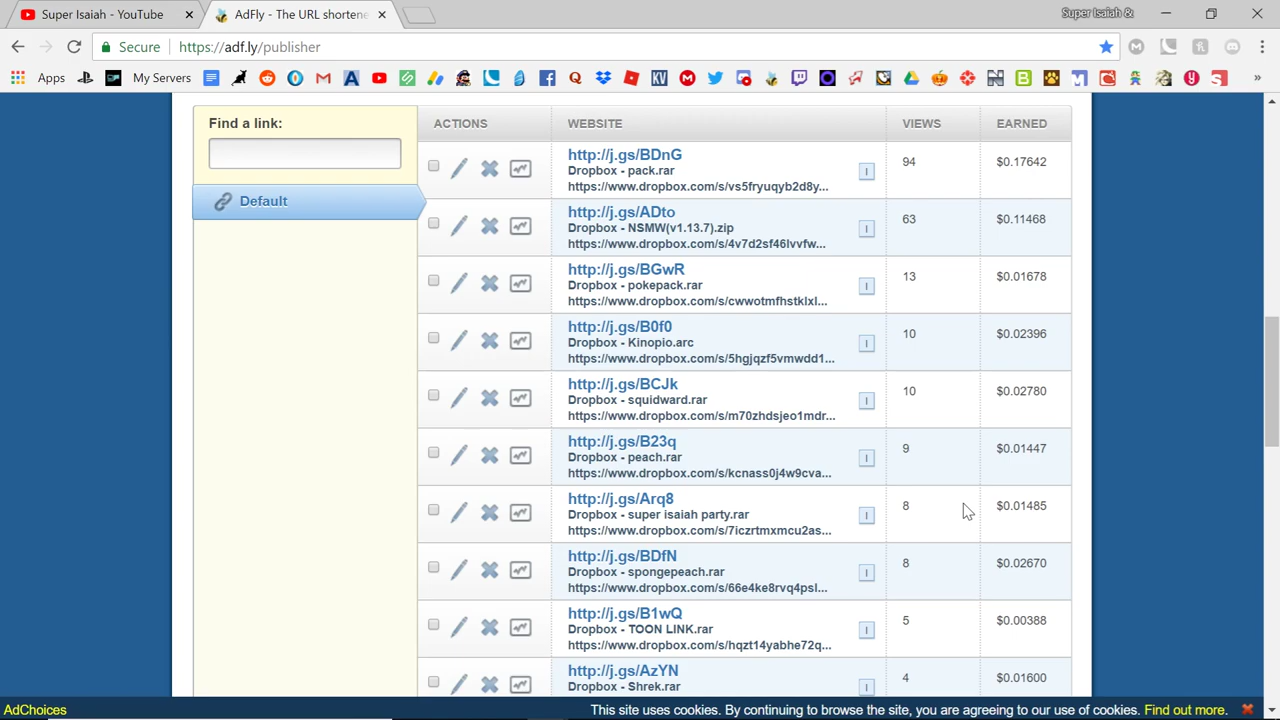 Super Isaiah - YouTube
AdFly - The URL shortene
Super Isaiah &
Secure
https://adf.ly/publisher
Apps
My Servers
Find a link:
ACTIONS
WEBSITE
VIEWS
EARNED
Default
http://j.gs/BDnG
Dropbox - pack.rar
https://www.dropbox.com/s/vs5fryuqyb2d8y...
94
$0.17642
http://j.gs/ADto
Dropbox - NSMW(v1.13.7).zip
https://www.dropbox.com/s/4v7d2sf46lvvfw...
63
$0.11468
http://j.gs/BGwR
Dropbox - pokepack.rar
https://www.dropbox.com/s/cwwotmfhstklxl...
13
$0.01678
http://j.gs/B0f0
Dropbox - Kinopio.arc
https://www.dropbox.com/s/5hgjqzf5vmwdd1...
10
$0.02396
http://j.gs/BCJk
Dropbox - squidward.rar
https://www.dropbox.com/s/m70zhdsjeo1mdr...
10
$0.02780
http://j.gs/B23q
Dropbox - peach.rar
https://www.dropbox.com/s/kcnass0j4w9cva...
9
$0.01447
http://j.gs/Arq8
Dropbox - super isaiah party.rar
https://www.dropbox.com/s/7iczrtmxmcu2as...
8
$0.01485
http://j.gs/BDfN
Dropbox - spongepeach.rar
https://www.dropbox.com/s/66e4ke8rvq4psl...
8
$0.02670
http://j.gs/B1wQ
Dropbox - TOON LINK.rar
https://www.dropbox.com/s/hqzt14yabhe72q...
5
$0.00388
http://j.gs/AzYN
Dropbox - Shrek.rar
4
$0.01600
AdChoices
This site uses cookies. By continuing to browse the site, you are agreeing to our use of cookies. Find out more.